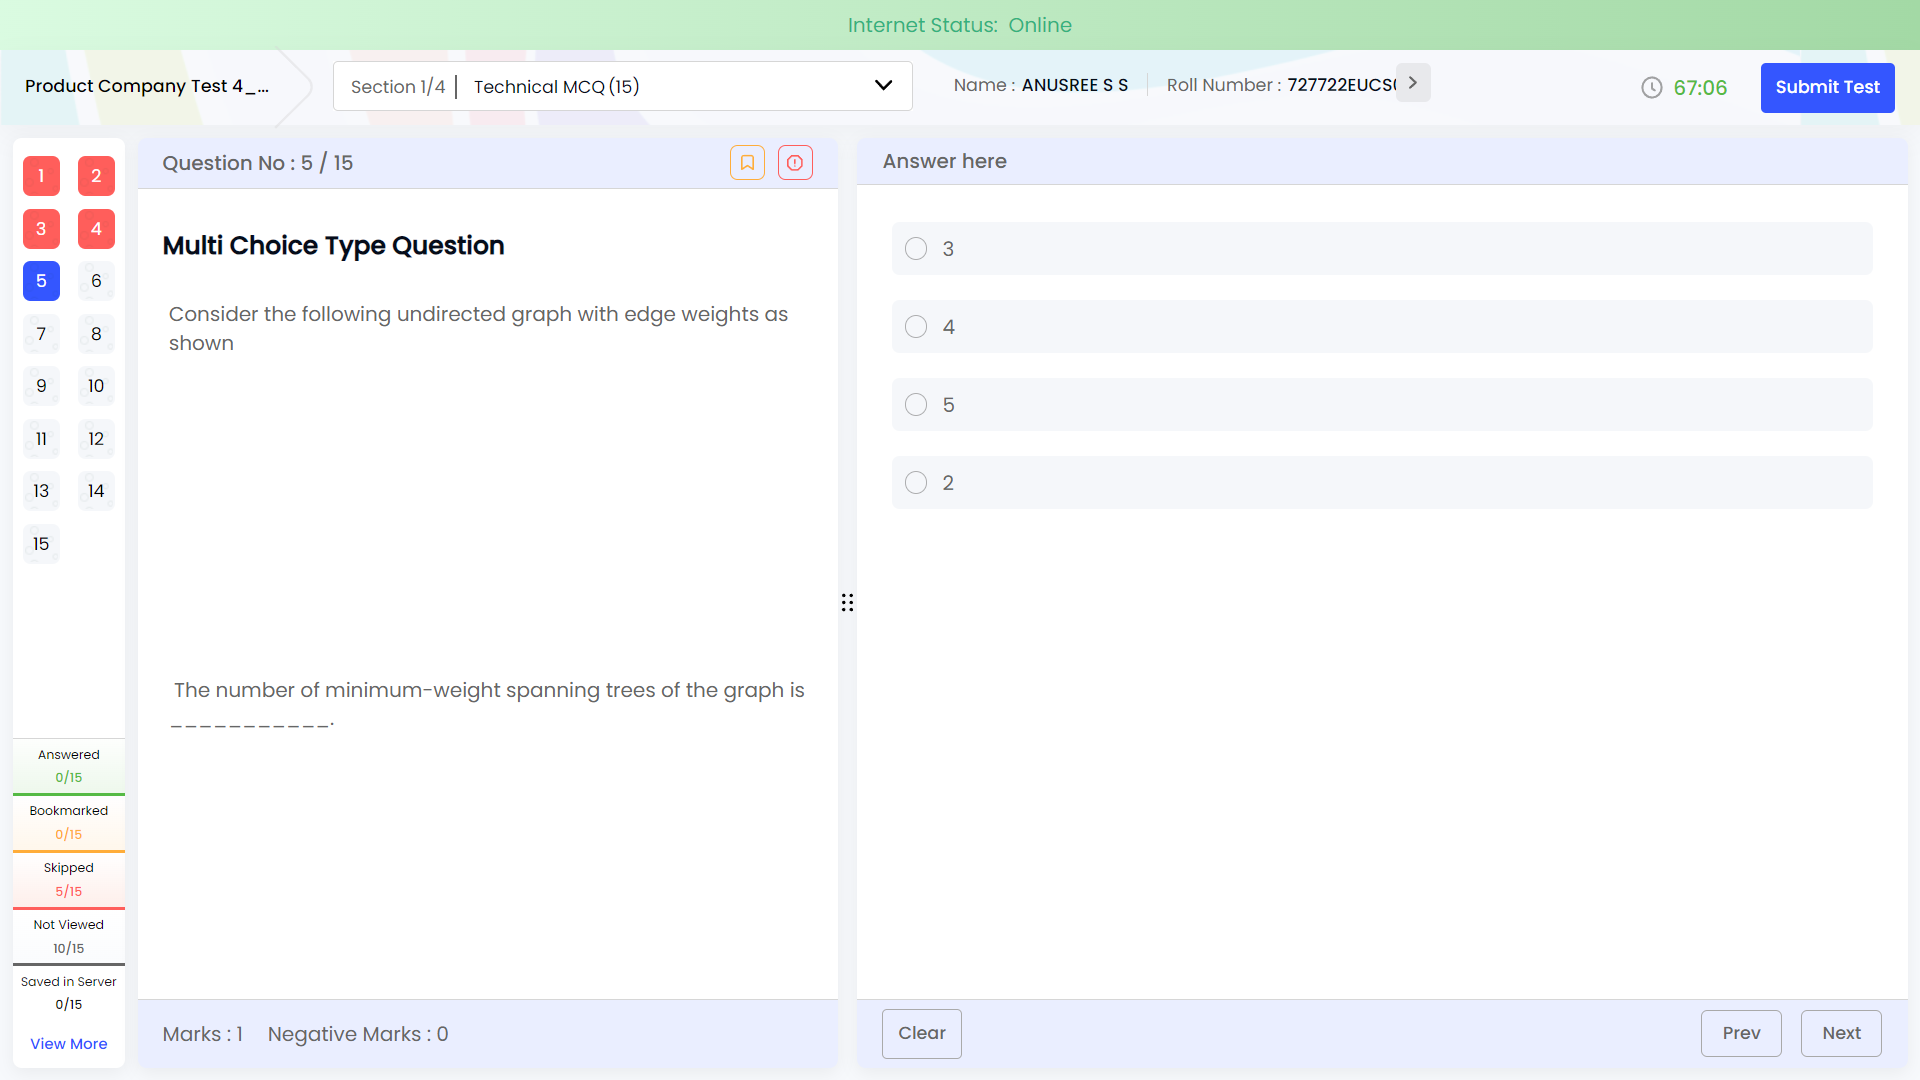 Internet Status: Online
Product Company Test 4_...
Section 1/4 | Technical MCQ (15)
Name : ANUSREE S S
Roll Number : 727722EUCS
67:06
Submit Test
1 2
3 4
5 6
7 8
9 10
11 12
13 14
15
Answered
0/15
Bookmarked
0/15
Skipped
5/15
Not Viewed
10/15
Saved in Server
0/15
View More
Question No : 5 / 15
Multi Choice Type Question
Consider the following undirected graph with edge weights as
shown
The number of minimum-weight spanning trees of the graph is
___________.
Marks : 1 Negative Marks : 0
Answer here
3
4
5
2
Clear
Prev
Next